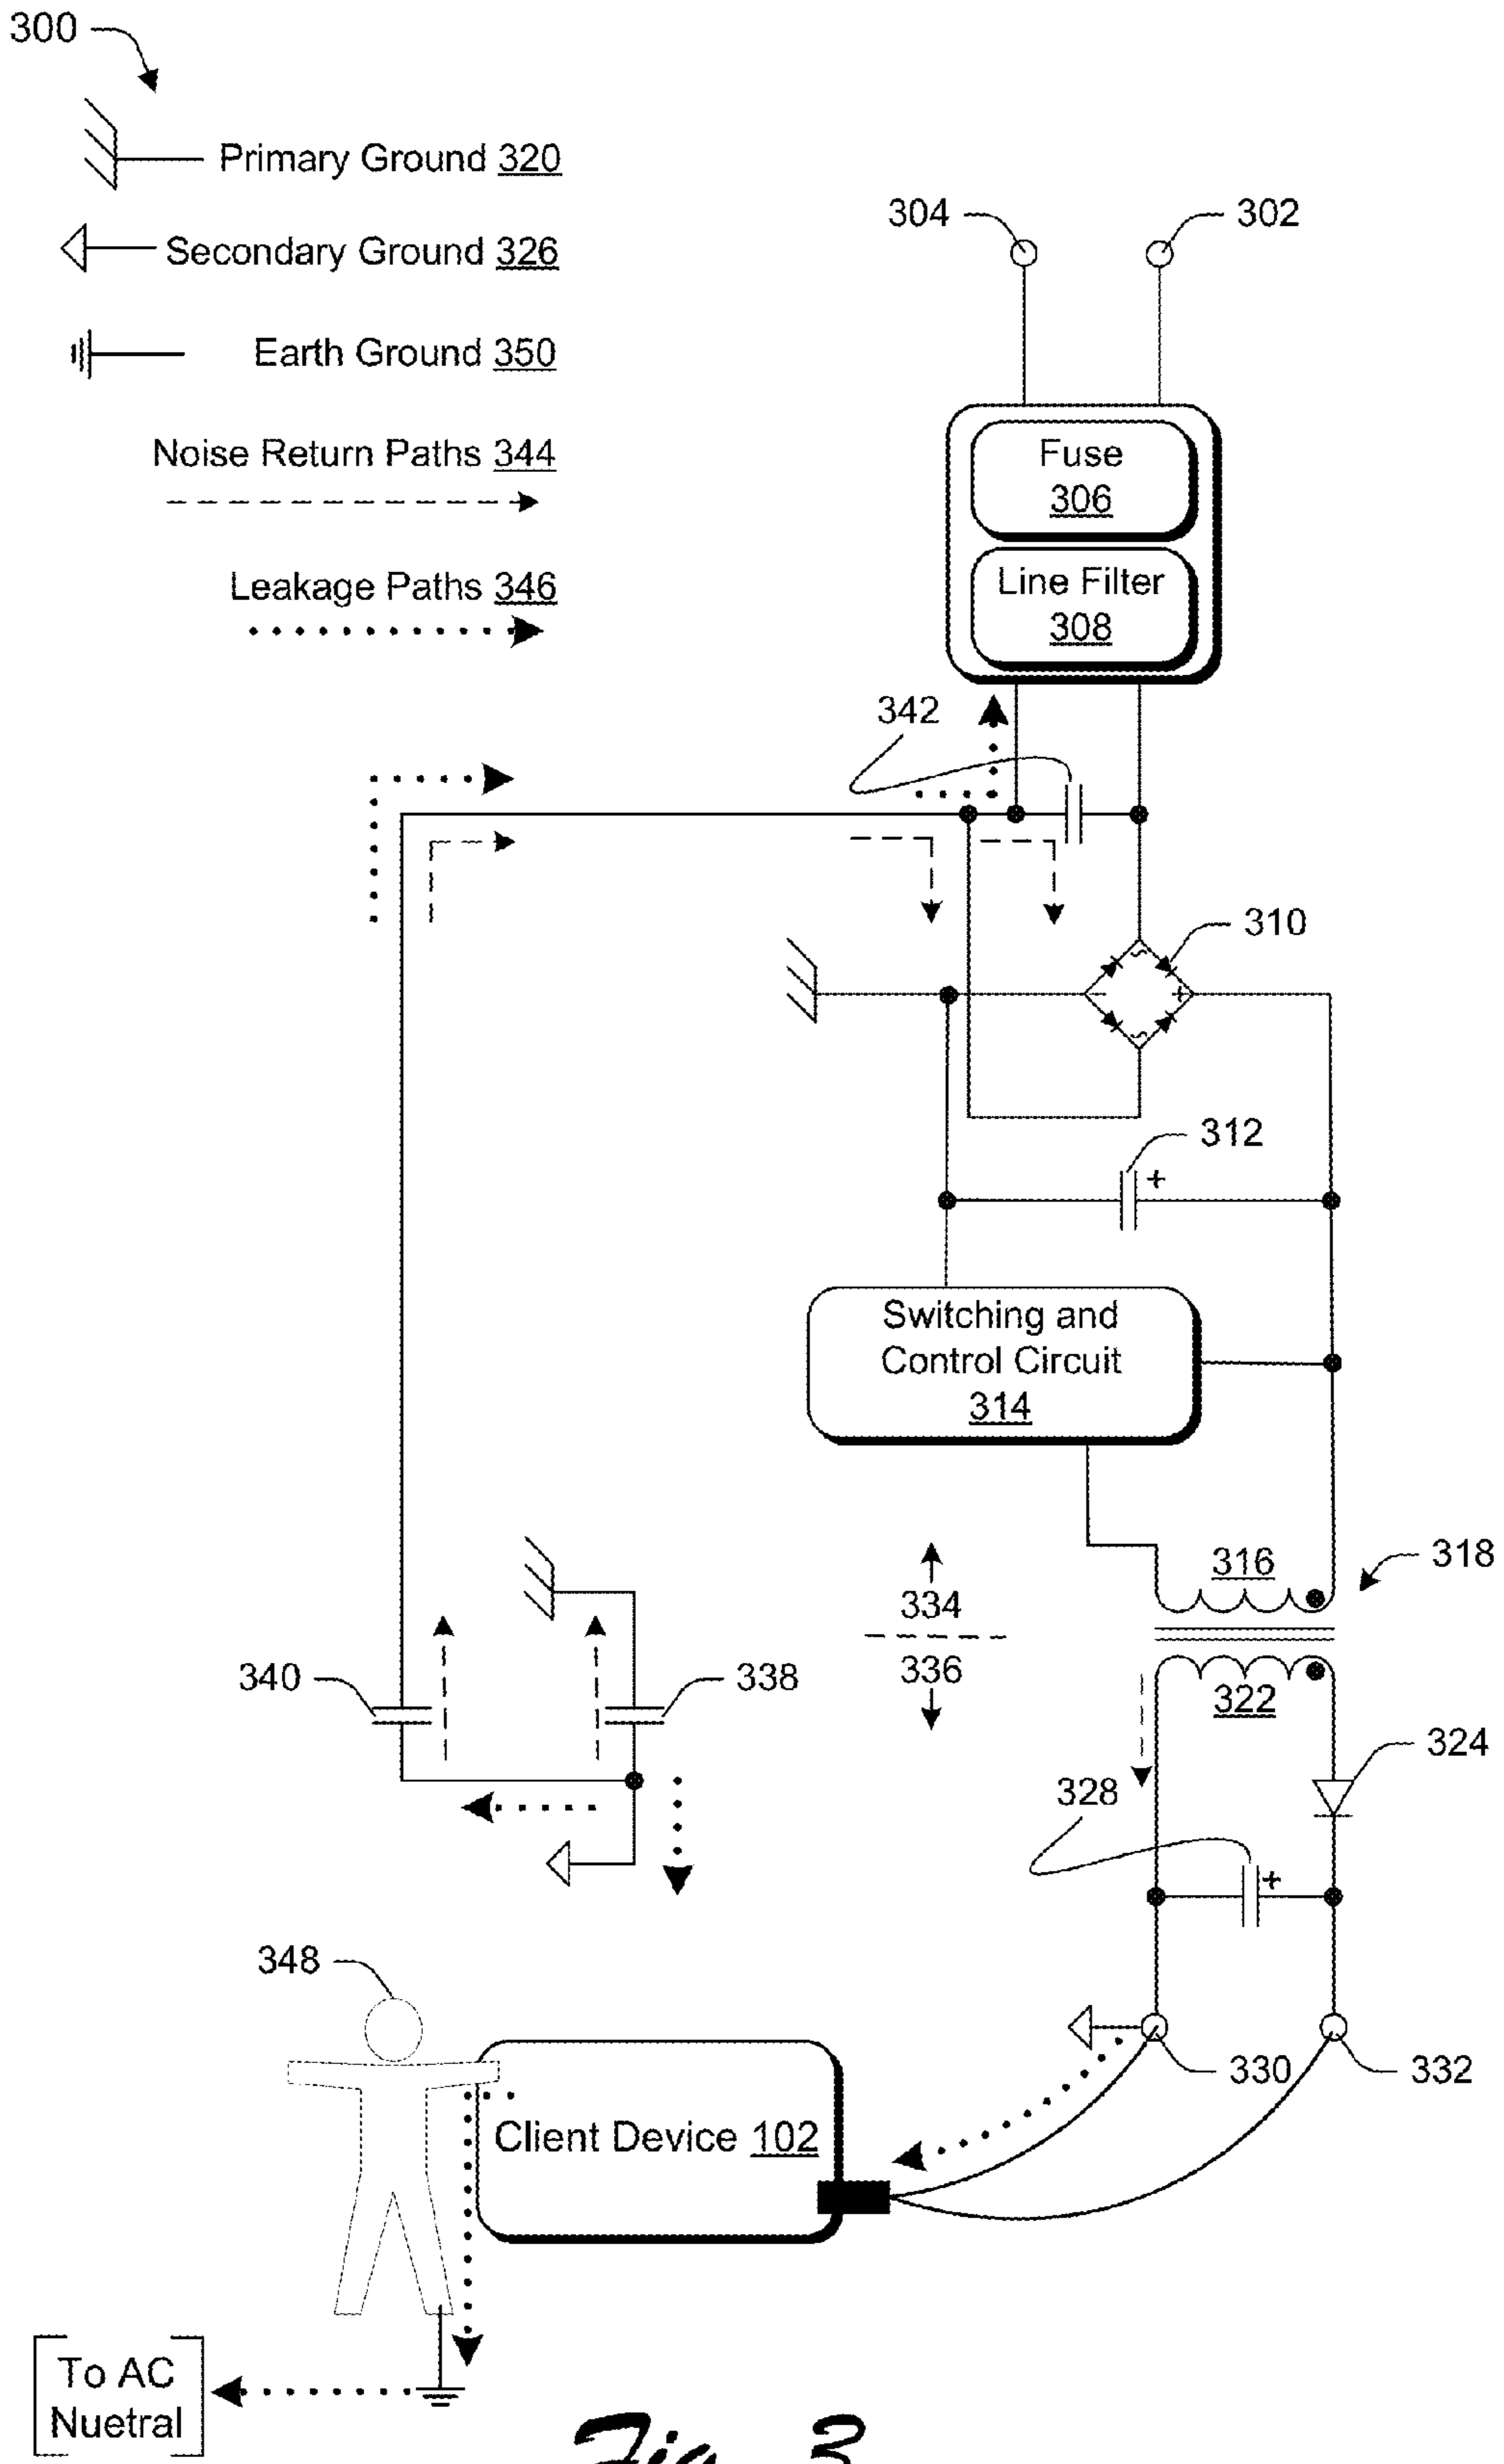 300
Primary Ground 320
Secondary Ground 326
Earth Ground 350
Noise Return Paths 344
Leakage Paths 346
304
302
Fuse
306
Line Filter
308
342
310
312
+
Switching and
Control Circuit
314
334
336
316
318
322
340
338
324
328
+
348
330
332
Client Device 102
To AC
Nuetral
Fig. 3